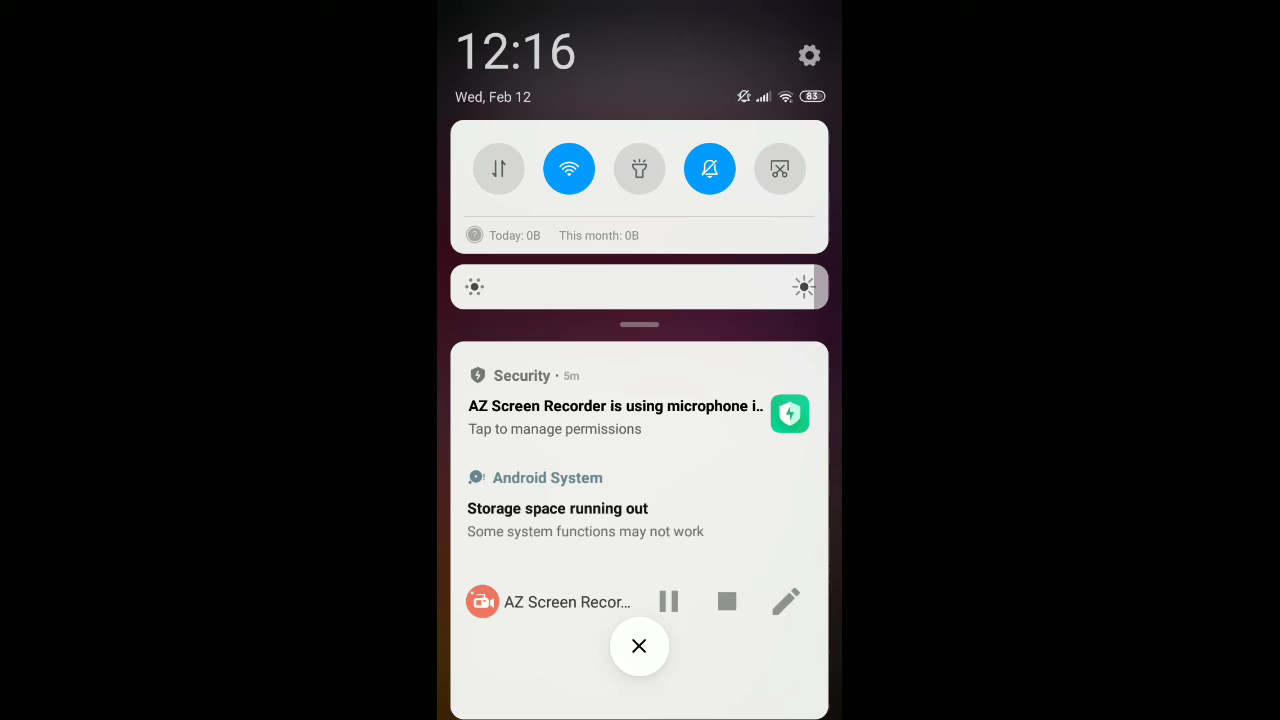 12:16
Wed, Feb 12
83
Today: 0B This month: 0B
Security • 5m
AZ Screen Recorder is using microphone i..
Tap to manage permissions
Android System
Storage space running out
Some system functions may not work
AZ Screen Recor...